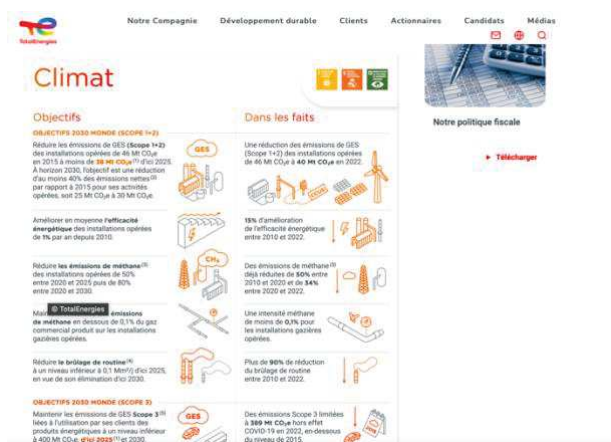 Notre Compagnie Développement durable Clients Actionnaires Candidats Médias
TotalEnergies
Climat
Notre politique fiscale
Télécharger
Objectifs
Dans les faits
OBJECTIFS 2030 MONDE (SCOPE 1+2)
Réduire les émissions de GES (Scope 1+2)
des installations opérées de 46 Mt CO₂e
en 2015 à moins de 38 Mt CO₂e⁽¹⁾ d'ici 2025.
À horizon 2030, l'objectif est une réduction
d'au moins 40% des émissions nettes⁽²⁾
par rapport à 2015 pour ses activités
opérées, soit 25 Mt CO₂e à 30 Mt CO₂e.
GES
Une réduction des émissions de GES
(Scope 1+2) des installations opérées
de 46 Mt CO₂e à 40 Mt CO₂e en 2022.
CCUS
Améliorer en moyenne l'efficacité
énergétique des installations opérées
de 1% par an depuis 2010.
15% d'amélioration
de l'efficacité énergétique
entre 2010 et 2022.
Réduire les émissions de méthane⁽³⁾
des installations opérées de 50%
entre 2020 et 2025 puis de 80%
entre 2020 et 2030.
CH₄
Des émissions de méthane⁽³⁾
déjà réduites de 50% entre
2010 et 2020 et de 34%
entre 2020 et 2022.
© TotalEnergies
émissions
de méthane en dessous de 0,1% du gaz
commercial produit sur les installations
gazières opérées.
Une intensité méthane
de moins de 0,1% pour
les installations gazières
opérées.
Réduire le brûlage de routine⁽⁴⁾
à un niveau inférieur à 0,1 Mm³/j d'ici 2025,
en vue de son élimination d'ici 2030.
Plus de 90% de réduction
du brûlage de routine
entre 2010 et 2022.
OBJECTIFS 2030 MONDE (SCOPE 3)
Maintenir les émissions de GES Scope 3⁽⁵⁾
liées à l'utilisation par ses clients des
produits énergétiques à un niveau inférieur
à 400 Mt CO₂e d'ici 2025⁽¹⁾ et 2030.
GES
Des émissions Scope 3 limitées
à 389 Mt CO₂e hors effet
COVID-19 en 2022, en-dessous
du niveau de 2015.